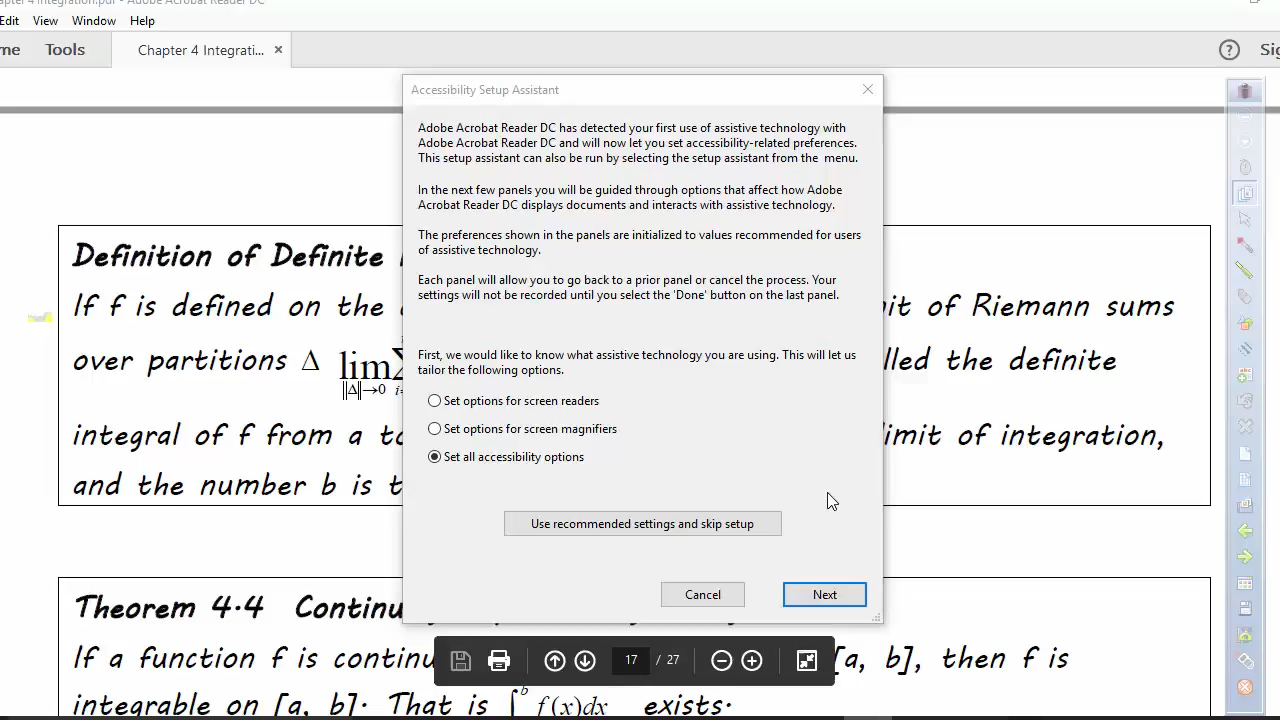 Chapter 4 Integration.pdf - Adobe Acrobat Reader DC
Edit View Window Help
me Tools Chapter 4 Integrati... × ? Sig
Accessibility Setup Assistant
Adobe Acrobat Reader DC has detected your first use of assistive technology with
Adobe Acrobat Reader DC and will now let you set accessibility-related preferences.
This setup assistant can also be run by selecting the setup assistant from the menu.
In the next few panels you will be guided through options that affect how Adobe
Acrobat Reader DC displays documents and interacts with assistive technology.
The preferences shown in the panels are initialized to values recommended for users
of assistive technology.
Each panel will allow you to go back to a prior panel or cancel the process. Your
settings will not be recorded until you select the 'Done' button on the last panel.
First, we would like to know what assistive technology you are using. This will let us
tailor the following options.
Set options for screen readers
Set options for screen magnifiers
Set all accessibility options
Use recommended settings and skip setup
Cancel Next
Definition of Definite
If f is defined on the it of Riemann sums
over partitions Δ lim ∑ ||Δ||→0 i= lled the definite
integral of f from a to limit of integration,
and the number b is t
Theorem 4.4 Continu
If a function f is continu [a, b], then f is
integrable on [a, b]. That is ∫ b f(x)dx exists.
17 / 27